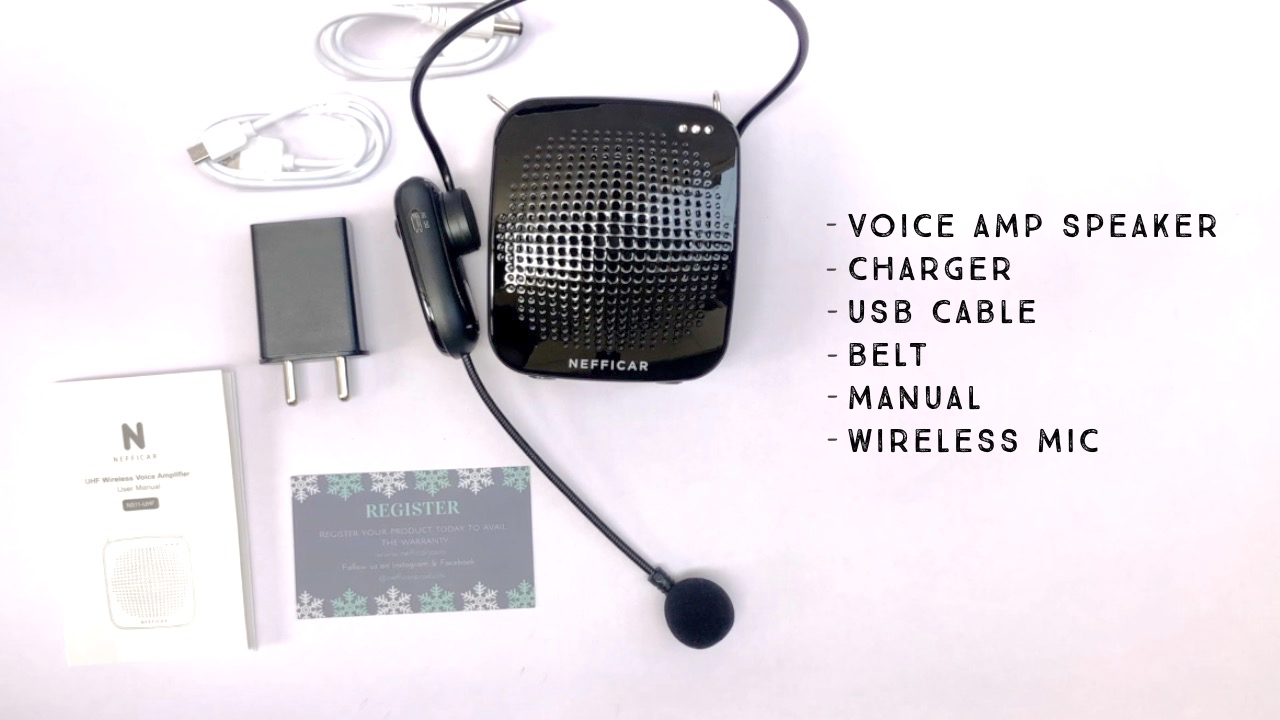 NEFFICAR
- VOICE AMP SPEAKER
- CHARGER
- USB CABLE
- BELT
- MANUAL
- WIRELESS MIC
N
NEFFICAR
UHF Wireless Voice Amplifier
User Manual
REGISTER
REGISTER YOUR PRODUCT TODAY TO AVAIL
THE WARRANTY
Follow us on Instagram & Facebook